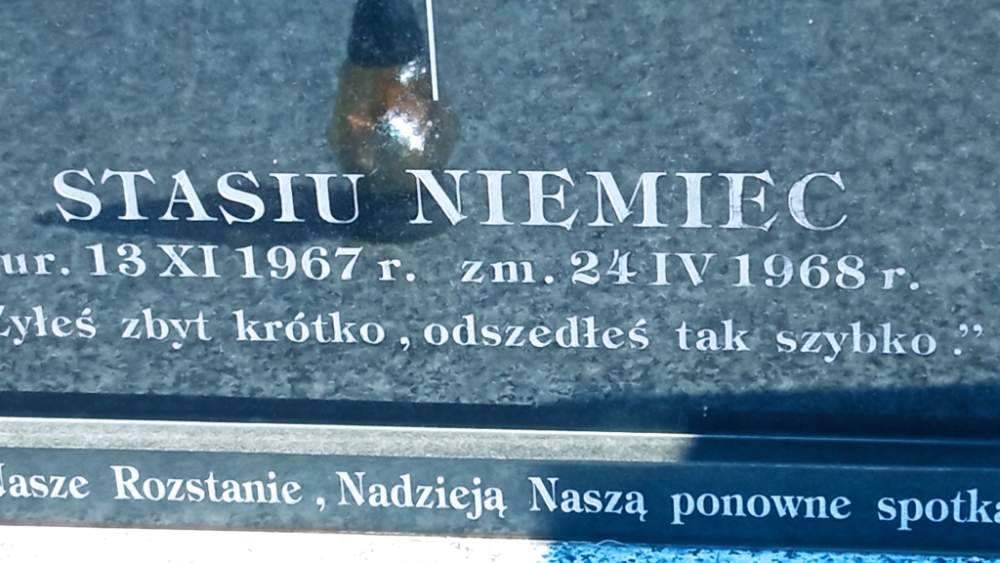 STASIU NIEMIEC
ur. 13 XI 1967 r. zm. 24 IV 1968 r.
Żyłeś zbyt krótko, odszedłeś tak szybko."
Nasze Rozstanie, Nadzieją Naszą ponowne